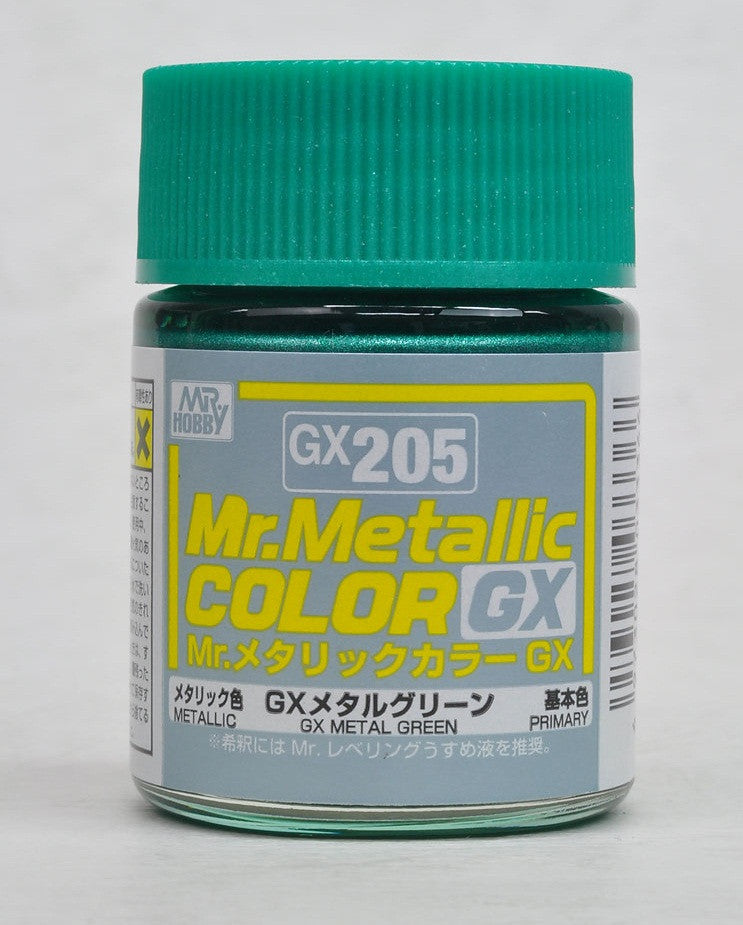 MR. HOBBY
GX205
Mr.Metallic
COLOR GX
Mr.メタリックカラー GX
メタリック色 GXメタルグリーン 基本色
METALLIC GX METAL GREEN PRIMARY
※希釈には Mr. レベリングうすめ液を推奨。